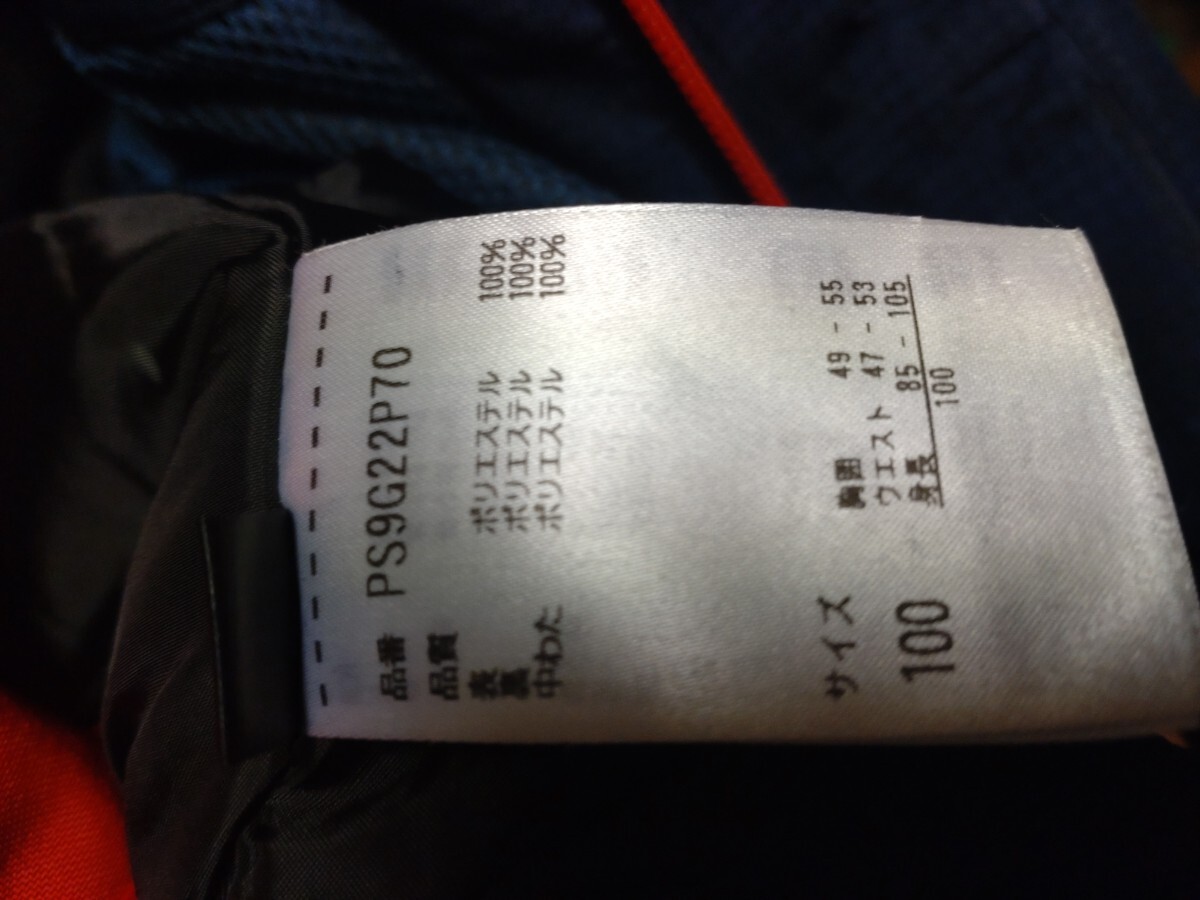 品番 PS9G22P70
品質
表 ポリエステル 100%
裏 ポリエステル 100%
中わた ポリエステル 100%
サイズ 胸囲 49 - 55
ウエスト 47 - 53
100 身長 85 - 105
100